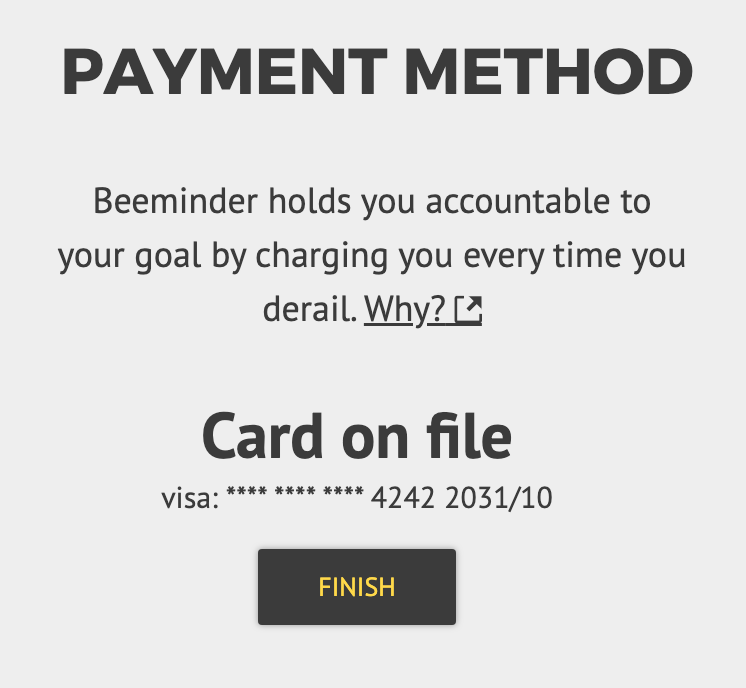 PAYMENT METHOD
Beeminder holds you accountable to
your goal by charging you every time you
derail. Why?
Card on file
visa: **** **** **** 4242 2031/10
FINISH